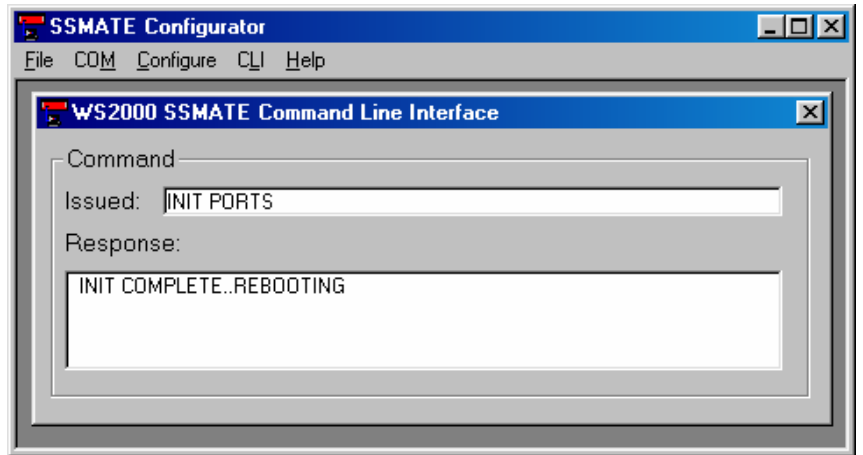 SSMATE Configurator
File COM Configure CLI Help
WS2000 SSMATE Command Line Interface
Command
Issued: INIT PORTS
Response:
INIT COMPLETE..REBOOTING